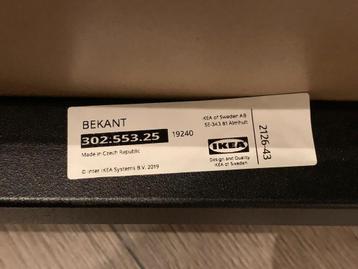 BEKANT
302.553.25 19240
Made in Czech Republic
© Inter IKEA Systems B.V. 2019
IKEA of Sweden AB
SE-343 81 Älmhult
IKEA
Design and Quality
IKEA of Sweden
2126-43